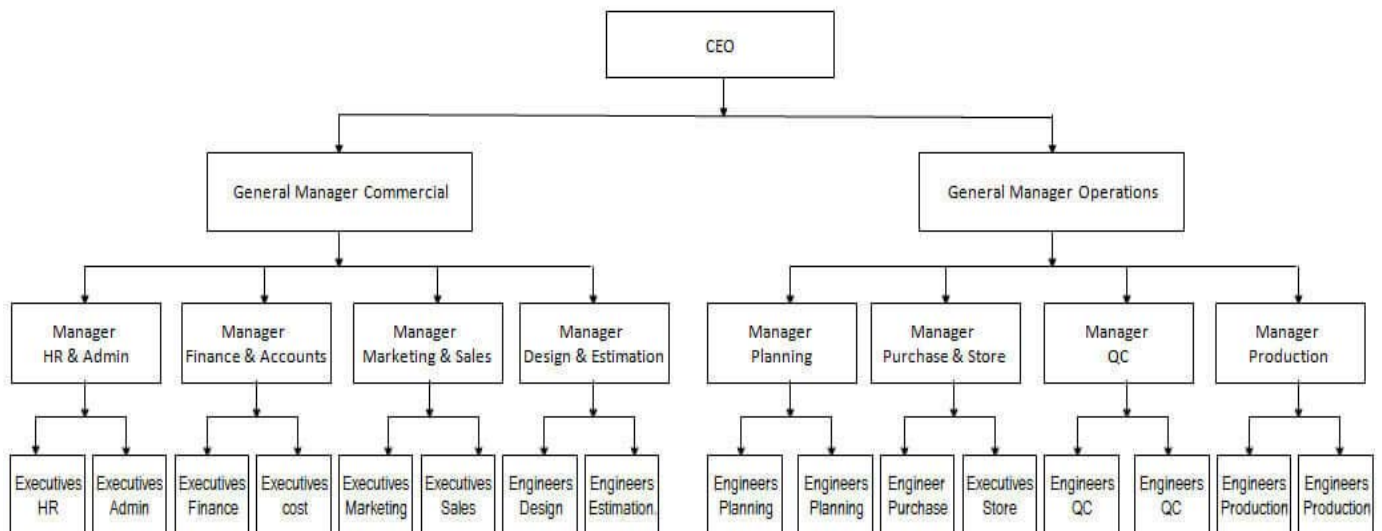 CEO
General Manager Commercial
General Manager Operations
Manager
HR & Admin
Manager
Finance & Accounts
Manager
Marketing & Sales
Manager
Design & Estimation
Manager
Planning
Manager
Purchase & Store
Manager
QC
Manager
Production
Executives
HR
Executives
Admin
Executives
Finance
Executives
cost
Executives
Marketing
Executives
Sales
Engineers
Design
Engineers
Estimation.
Engineers
Planning
Engineers
Planning
Engineer
Purchase
Executives
Store
Engineers
QC
Engineers
QC
Engineers
Production
Engineers
Production